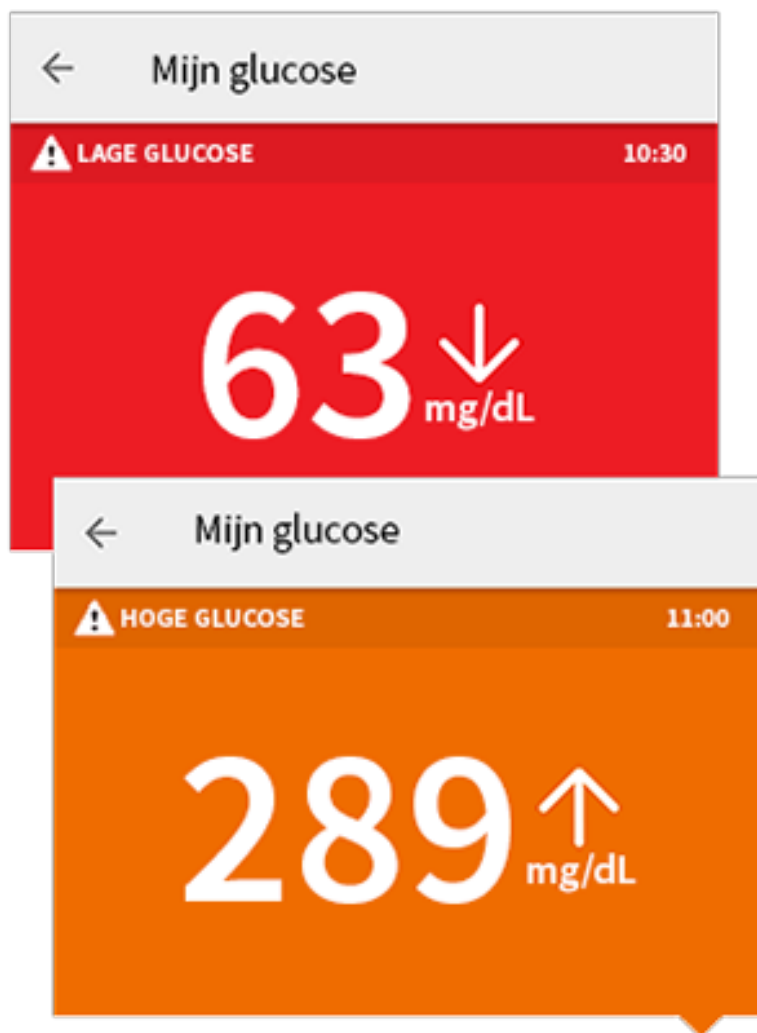 Mijn glucose
LAGE GLUCOSE 10:30
63
mg/dL
Mijn glucose
HOGE GLUCOSE 11:00
289
mg/dL